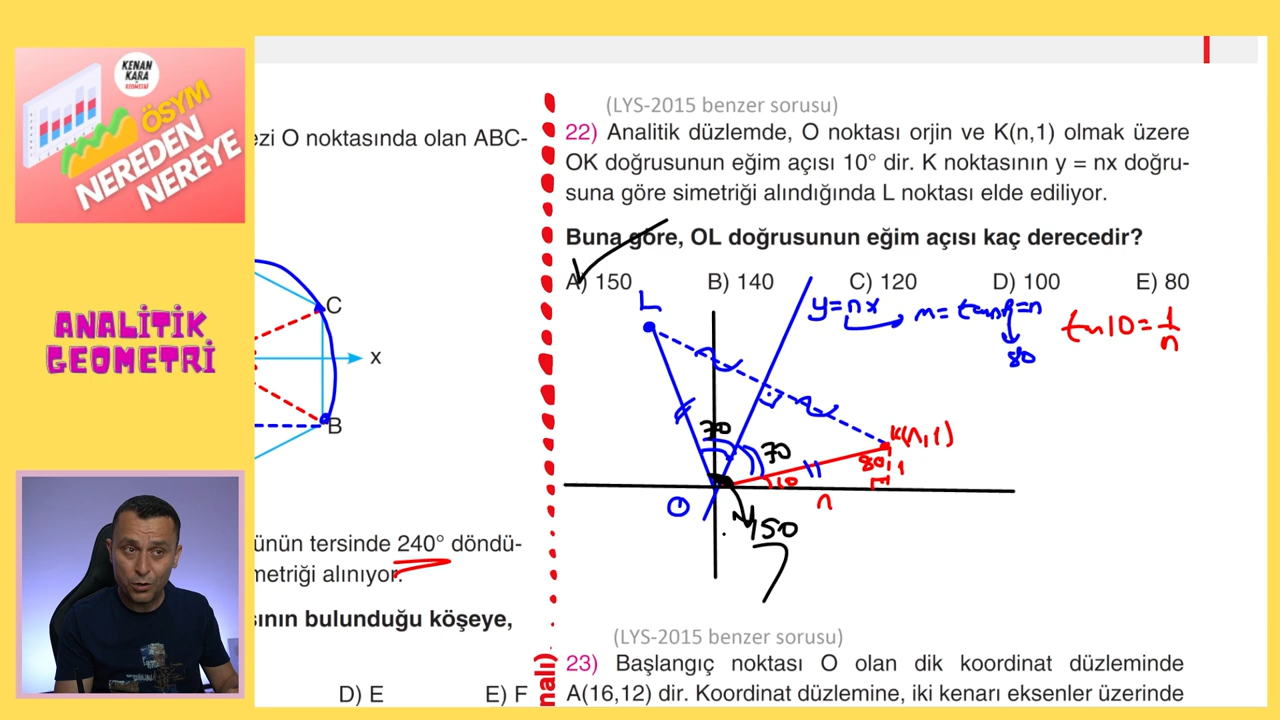 KENAN
KARA
GEOMETRİ
ÖSYM
NEREDEN
NEREYE
ANALİTİK
GEOMETRİ
ezi O noktasında olan ABC-
C
x
B
ünün tersinde 240° döndü-
metriği alınıyor.
sının bulunduğu köşeye,
D) E E) F
nalı)
(LYS-2015 benzer sorusu)
22) Analitik düzlemde, O noktası orjin ve K(n,1) olmak üzere
OK doğrusunun eğim açısı 10° dir. K noktasının y = nx doğru-
suna göre simetriği alındığında L noktası elde ediliyor.
Buna göre, OL doğrusunun eğim açısı kaç derecedir?
A) 150 B) 140 C) 120 D) 100 E) 80
L
y=nx m=tan =n
80
tan10=1/n
70
70
K(n,1)
80
1
10
n
O
150
(LYS-2015 benzer sorusu)
23) Başlangıç noktası O olan dik koordinat düzleminde
A(16,12) dir. Koordinat düzlemine, iki kenarı eksenler üzerinde